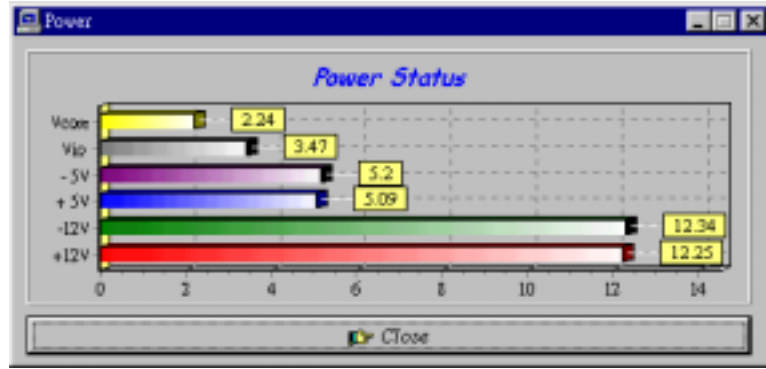 Power
Power Status
Vcore 2.24
Vio 3.47
- 5V 5.2
+ 5V 5.09
-12V 12.34
+12V 12.25
0 2 4 6 8 10 12 14
Close